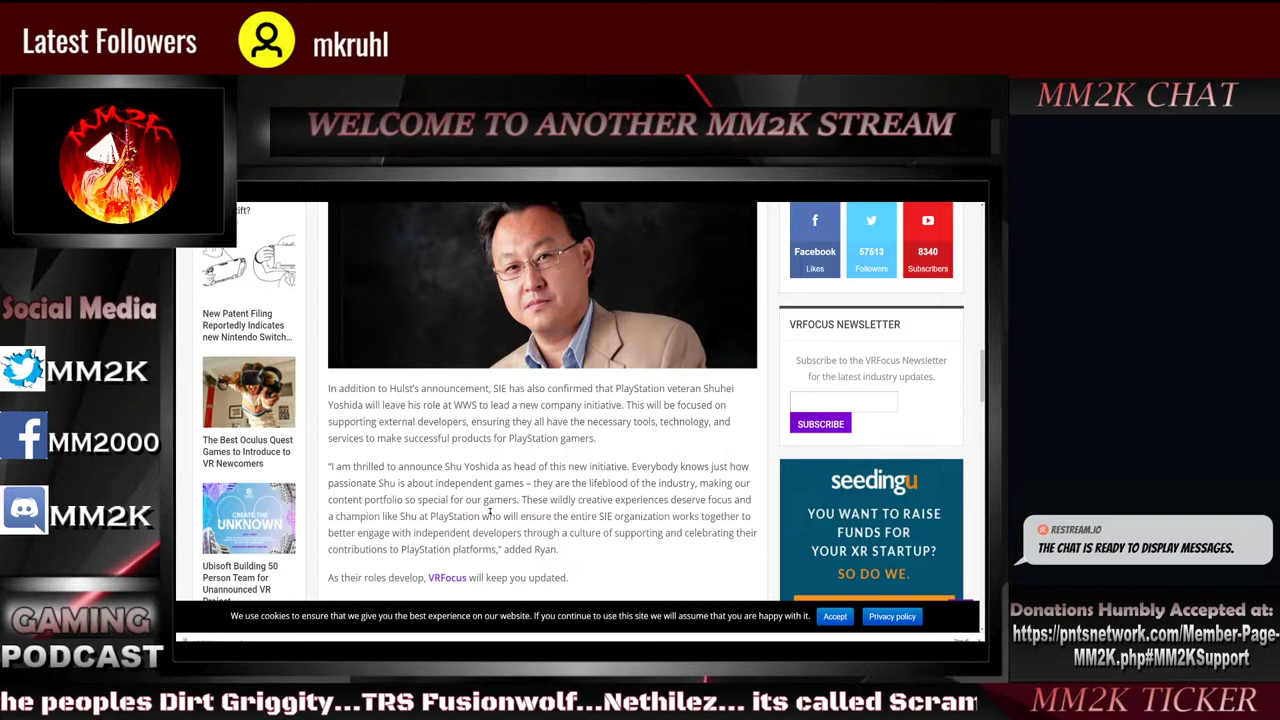 Latest Followers
mkruhl
MM2K CHAT
WELCOME TO ANOTHER MM2K STREAM
MM2K
Social Media
MM2K
MM2000
MM2K
GAMING
PODCAST
New Patent Filing
Reportedly Indicates
new Nintendo Switch...
The Best Oculus Quest
Games to Introduce to
VR Newcomers
CREATE THE
UNKNOWN
Ubisoft Building 50
Person Team for
Unannounced VR
In addition to Hulst's announcement, SIE has also confirmed that PlayStation veteran Shuhei
Yoshida will leave his role at WWS to lead a new company initiative. This will be focused on
supporting external developers, ensuring they all have the necessary tools, technology, and
services to make successful products for PlayStation gamers.
“I am thrilled to announce Shu Yoshida as head of this new initiative. Everybody knows just how
passionate Shu is about independent games – they are the lifeblood of the industry, making our
content portfolio so special for our gamers. These wildly creative experiences deserve focus and
a champion like Shu at PlayStation who will ensure the entire SIE organization works together to
better engage with independent developers through a culture of supporting and celebrating their
contributions to PlayStation platforms,” added Ryan.
As their roles develop, VRFocus will keep you updated.
Facebook
Likes
57513
Followers
8340
Subscribers
VRFOCUS NEWSLETTER
Subscribe to the VRFocus Newsletter
for the latest industry updates.
SUBSCRIBE
seedingu
YOU WANT TO RAISE
FUNDS FOR
YOUR XR STARTUP?
SO DO WE.
We use cookies to ensure that we give you the best experience on our website. If you continue to use this site we will assume that you are happy with it.
Accept
Privacy policy
RESTREAM.IO
THE CHAT IS READY TO DISPLAY MESSAGES.
Donations Humbly Accepted at:
https://pntsnetwork.com/Member-Page-
MM2K.php#MM2KSupport
he peoples Dirt Griggity...TRS Fusionwolf...Nethilez... its called Scram
MM2K TICKER